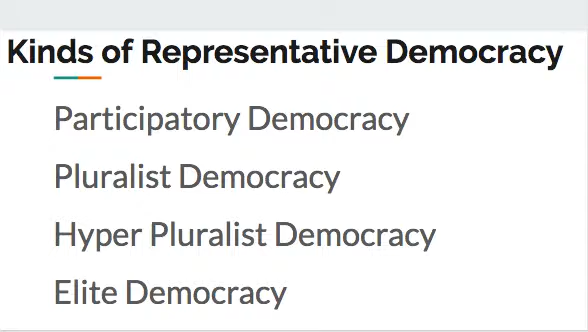 Kinds of Representative Democracy
Participatory Democracy
Pluralist Democracy
Hyper Pluralist Democracy
Elite Democracy